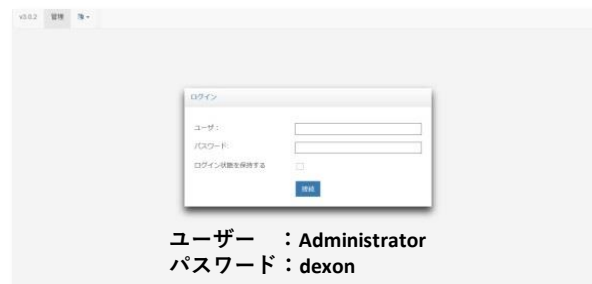 v3.0.2 管理
ログイン
ユーザ:
パスワード:
ログイン状態を保持する
接続
ユーザー ：Administrator
パスワード：dexon